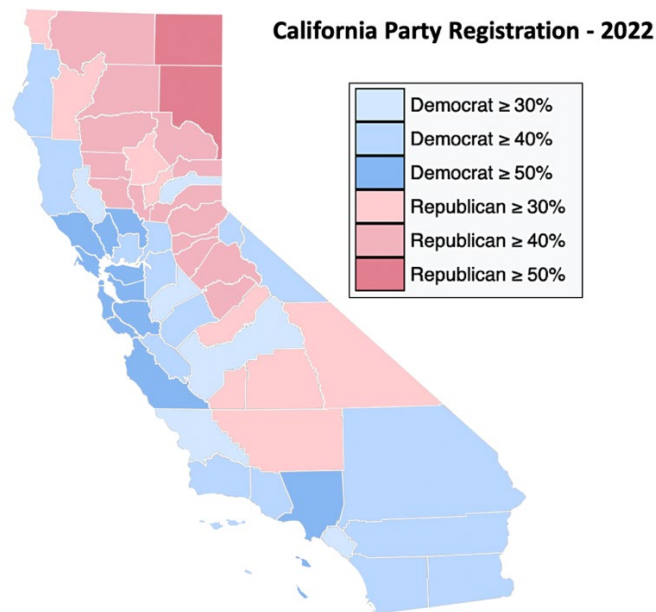 California Party Registration - 2022
Democrat ≥ 30%
Democrat ≥ 40%
Democrat ≥ 50%
Republican ≥ 30%
Republican ≥ 40%
Republican ≥ 50%